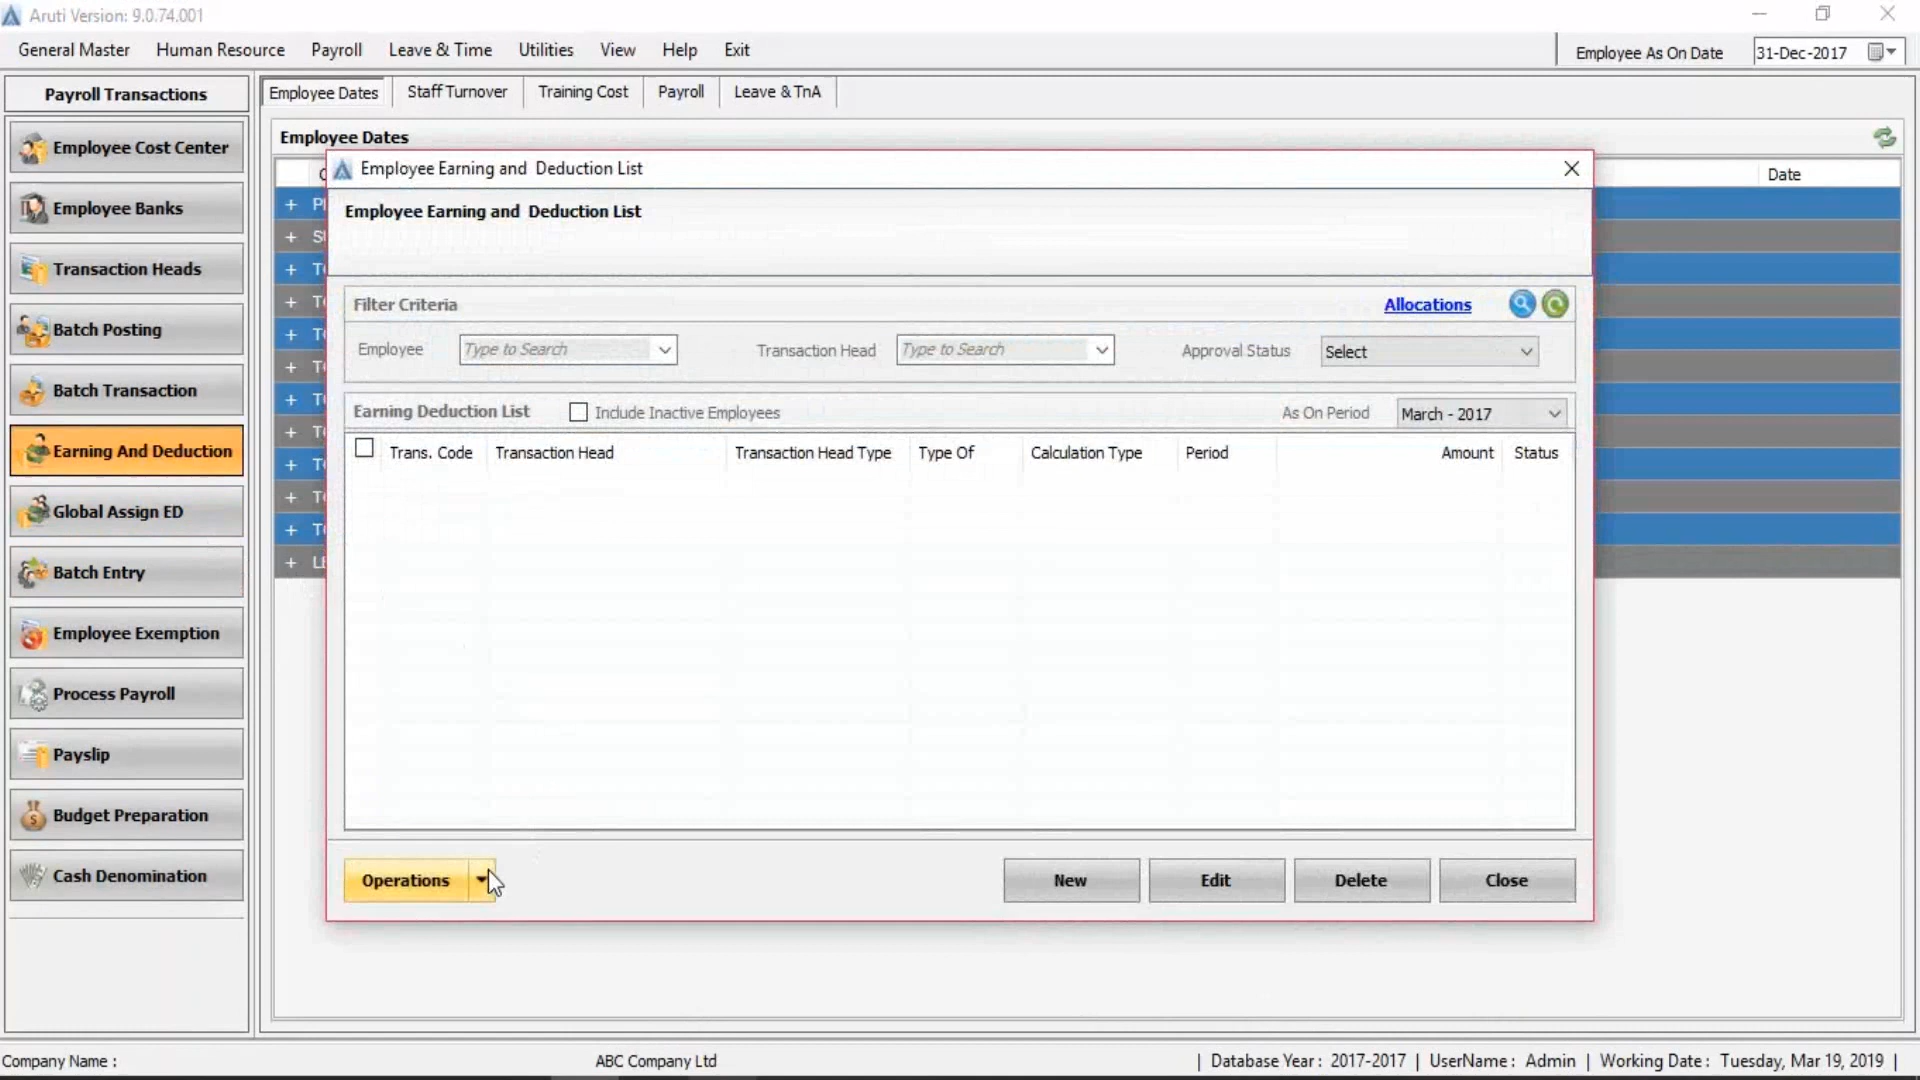 Aruti Version: 9.0.74.001
General Master Human Resource Payroll Leave & Time Utilities View Help Exit
Employee As On Date 31-Dec-2017
Payroll Transactions
Employee Cost Center
Employee Banks
Transaction Heads
Batch Posting
Batch Transaction
Earning And Deduction
Global Assign ED
Batch Entry
Employee Exemption
Process Payroll
Payslip
Budget Preparation
Cash Denomination
Employee Dates Staff Turnover Training Cost Payroll Leave & TnA
Employee Dates
Date
Employee Earning and Deduction List
Employee Earning and Deduction List
Filter Criteria Allocations
Employee Type to Search Transaction Head Type to Search Approval Status Select
Earning Deduction List Include Inactive Employees As On Period March - 2017
Trans. Code Transaction Head Transaction Head Type Type Of Calculation Type Period Amount Status
Operations New Edit Delete Close
Company Name : ABC Company Ltd | Database Year : 2017-2017 | UserName : Admin | Working Date : Tuesday, Mar 19, 2019 |